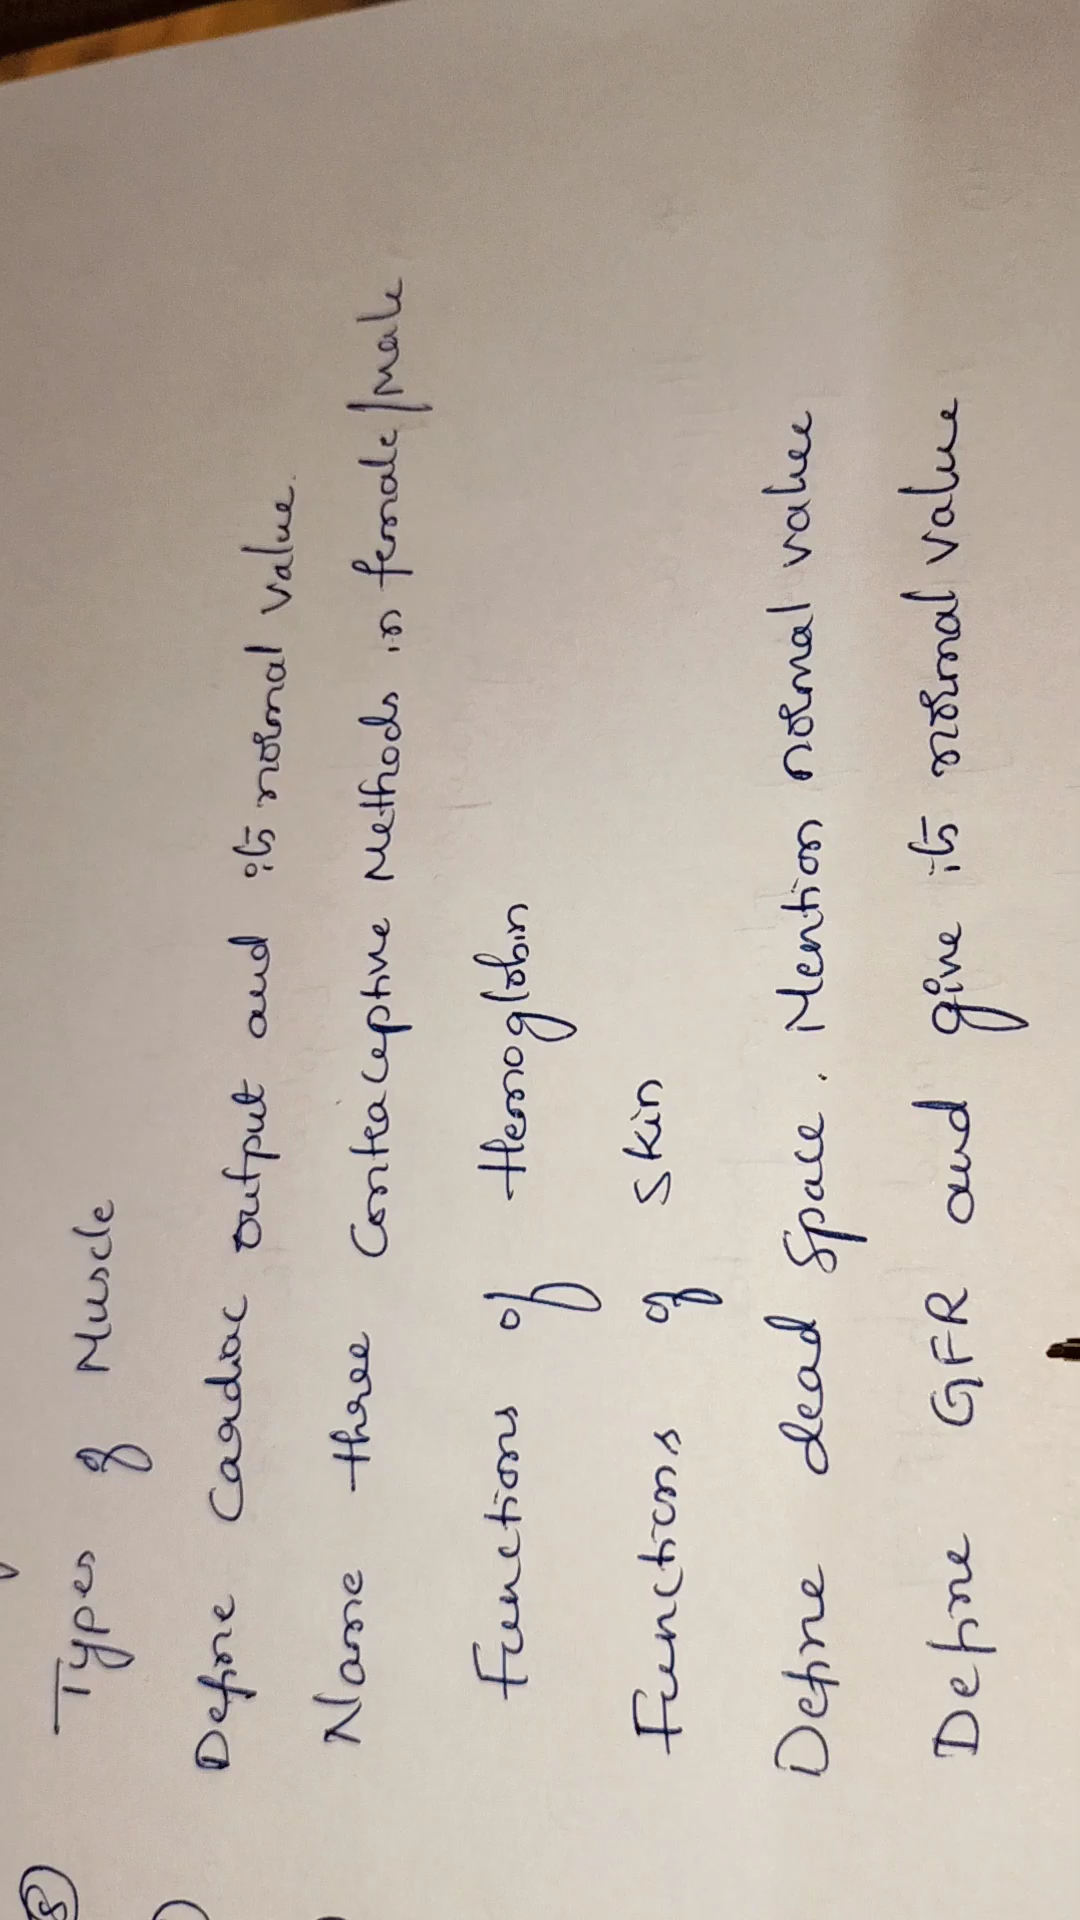 Types of Muscle
Define Cardiac output and its normal value.
Name three Contraceptive Methods in female/male
Functions of Hemoglobin
Functions of Skin
Define dead Space. Mention normal value
Define GFR and give its normal value